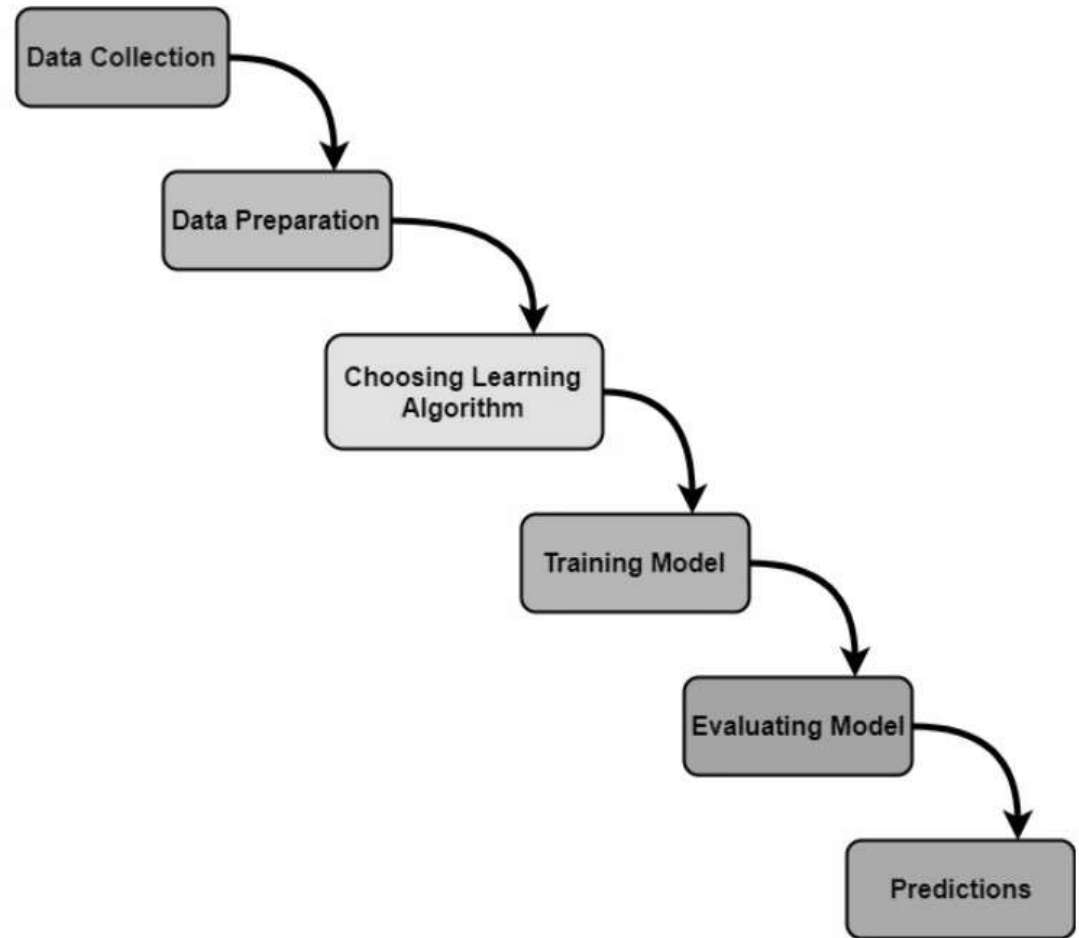 Data Collection
Data Preparation
Choosing Learning
Algorithm
Training Model
Evaluating Model
Predictions